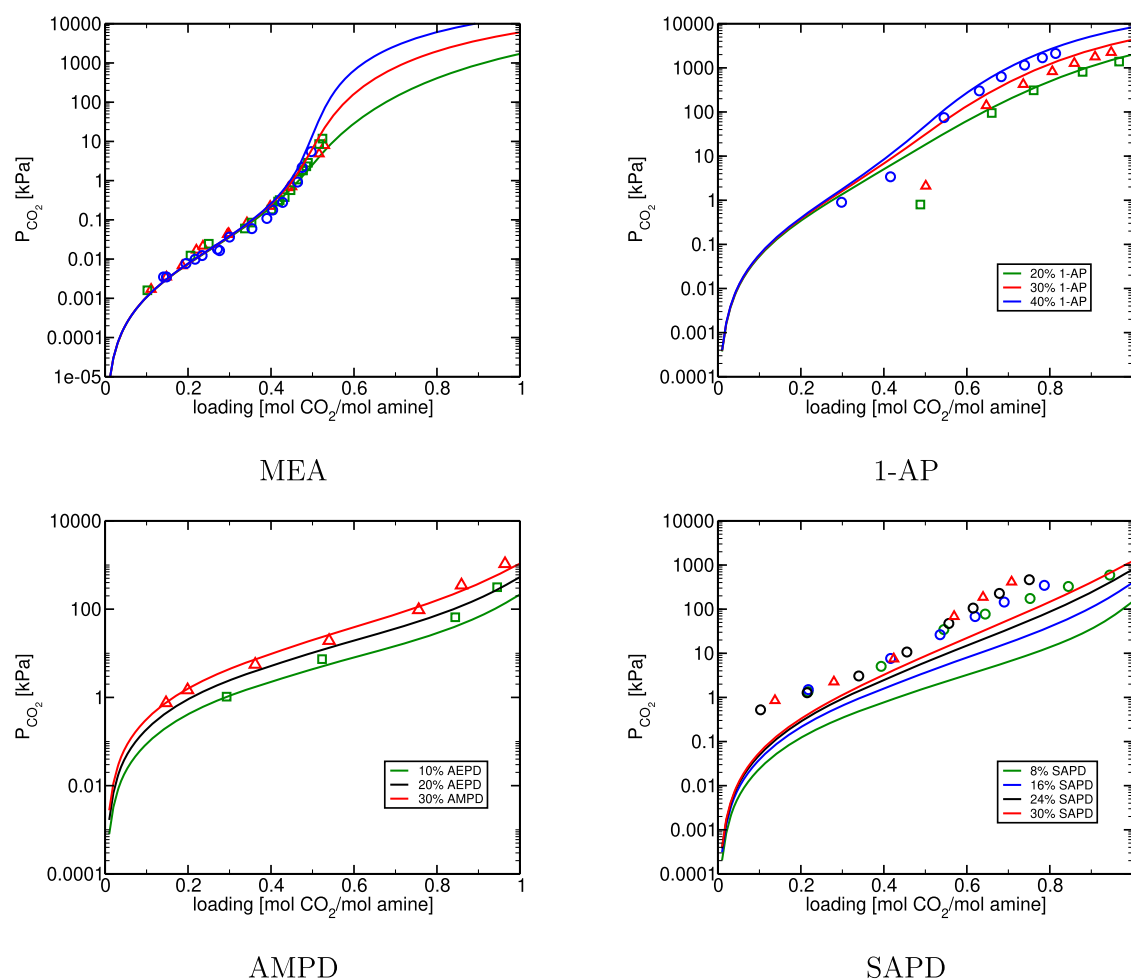 10000
1000
100
10
1
0.1
0.01
0.001
0.0001
1e-05
P_CO2 [kPa]
0 0.2 0.4 0.6 0.8 1
loading [mol CO2/mol amine]
MEA
10000
1000
100
10
1
0.1
0.01
0.001
0.0001
P_CO2 [kPa]
20% 1-AP
30% 1-AP
40% 1-AP
0 0.2 0.4 0.6 0.8
loading [mol CO2/mol amine]
1-AP
10000
100
1
0.01
0.0001
P_CO2 [kPa]
10% AEPD
20% AEPD
30% AMPD
0 0.2 0.4 0.6 0.8 1
loading [mol CO2/mol amine]
AMPD
10000
1000
100
10
1
0.1
0.01
0.001
0.0001
P_CO2 [kPa]
8% SAPD
16% SAPD
24% SAPD
30% SAPD
0 0.2 0.4 0.6 0.8
loading [mol CO2/mol amine]
SAPD